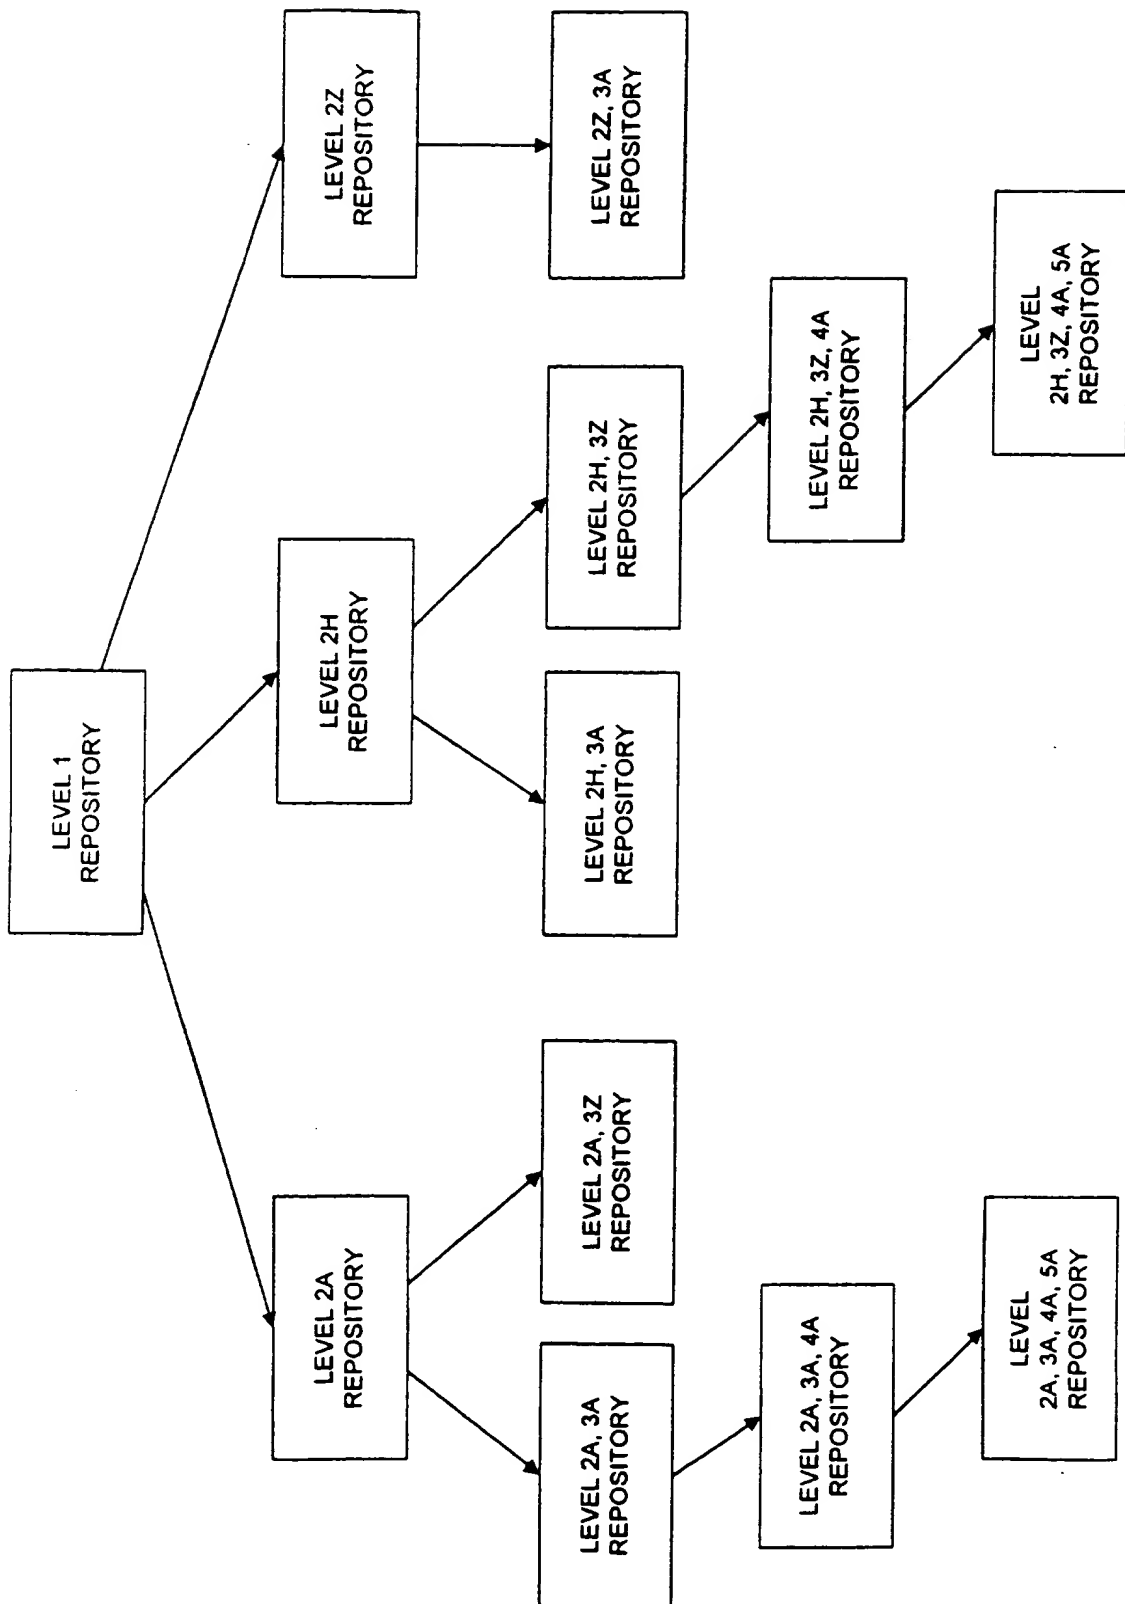 LEVEL 1
REPOSITORY
LEVEL 2A
REPOSITORY
LEVEL 2H
REPOSITORY
LEVEL 2Z
REPOSITORY
LEVEL 2A, 3A
REPOSITORY
LEVEL 2A, 3Z
REPOSITORY
LEVEL 2H, 3A
REPOSITORY
LEVEL 2H, 3Z
REPOSITORY
LEVEL 2Z, 3A
REPOSITORY
LEVEL 2A, 3A, 4A
REPOSITORY
LEVEL 2H, 3Z, 4A
REPOSITORY
LEVEL
2A, 3A, 4A, 5A
REPOSITORY
LEVEL
2H, 3Z, 4A, 5A
REPOSITORY